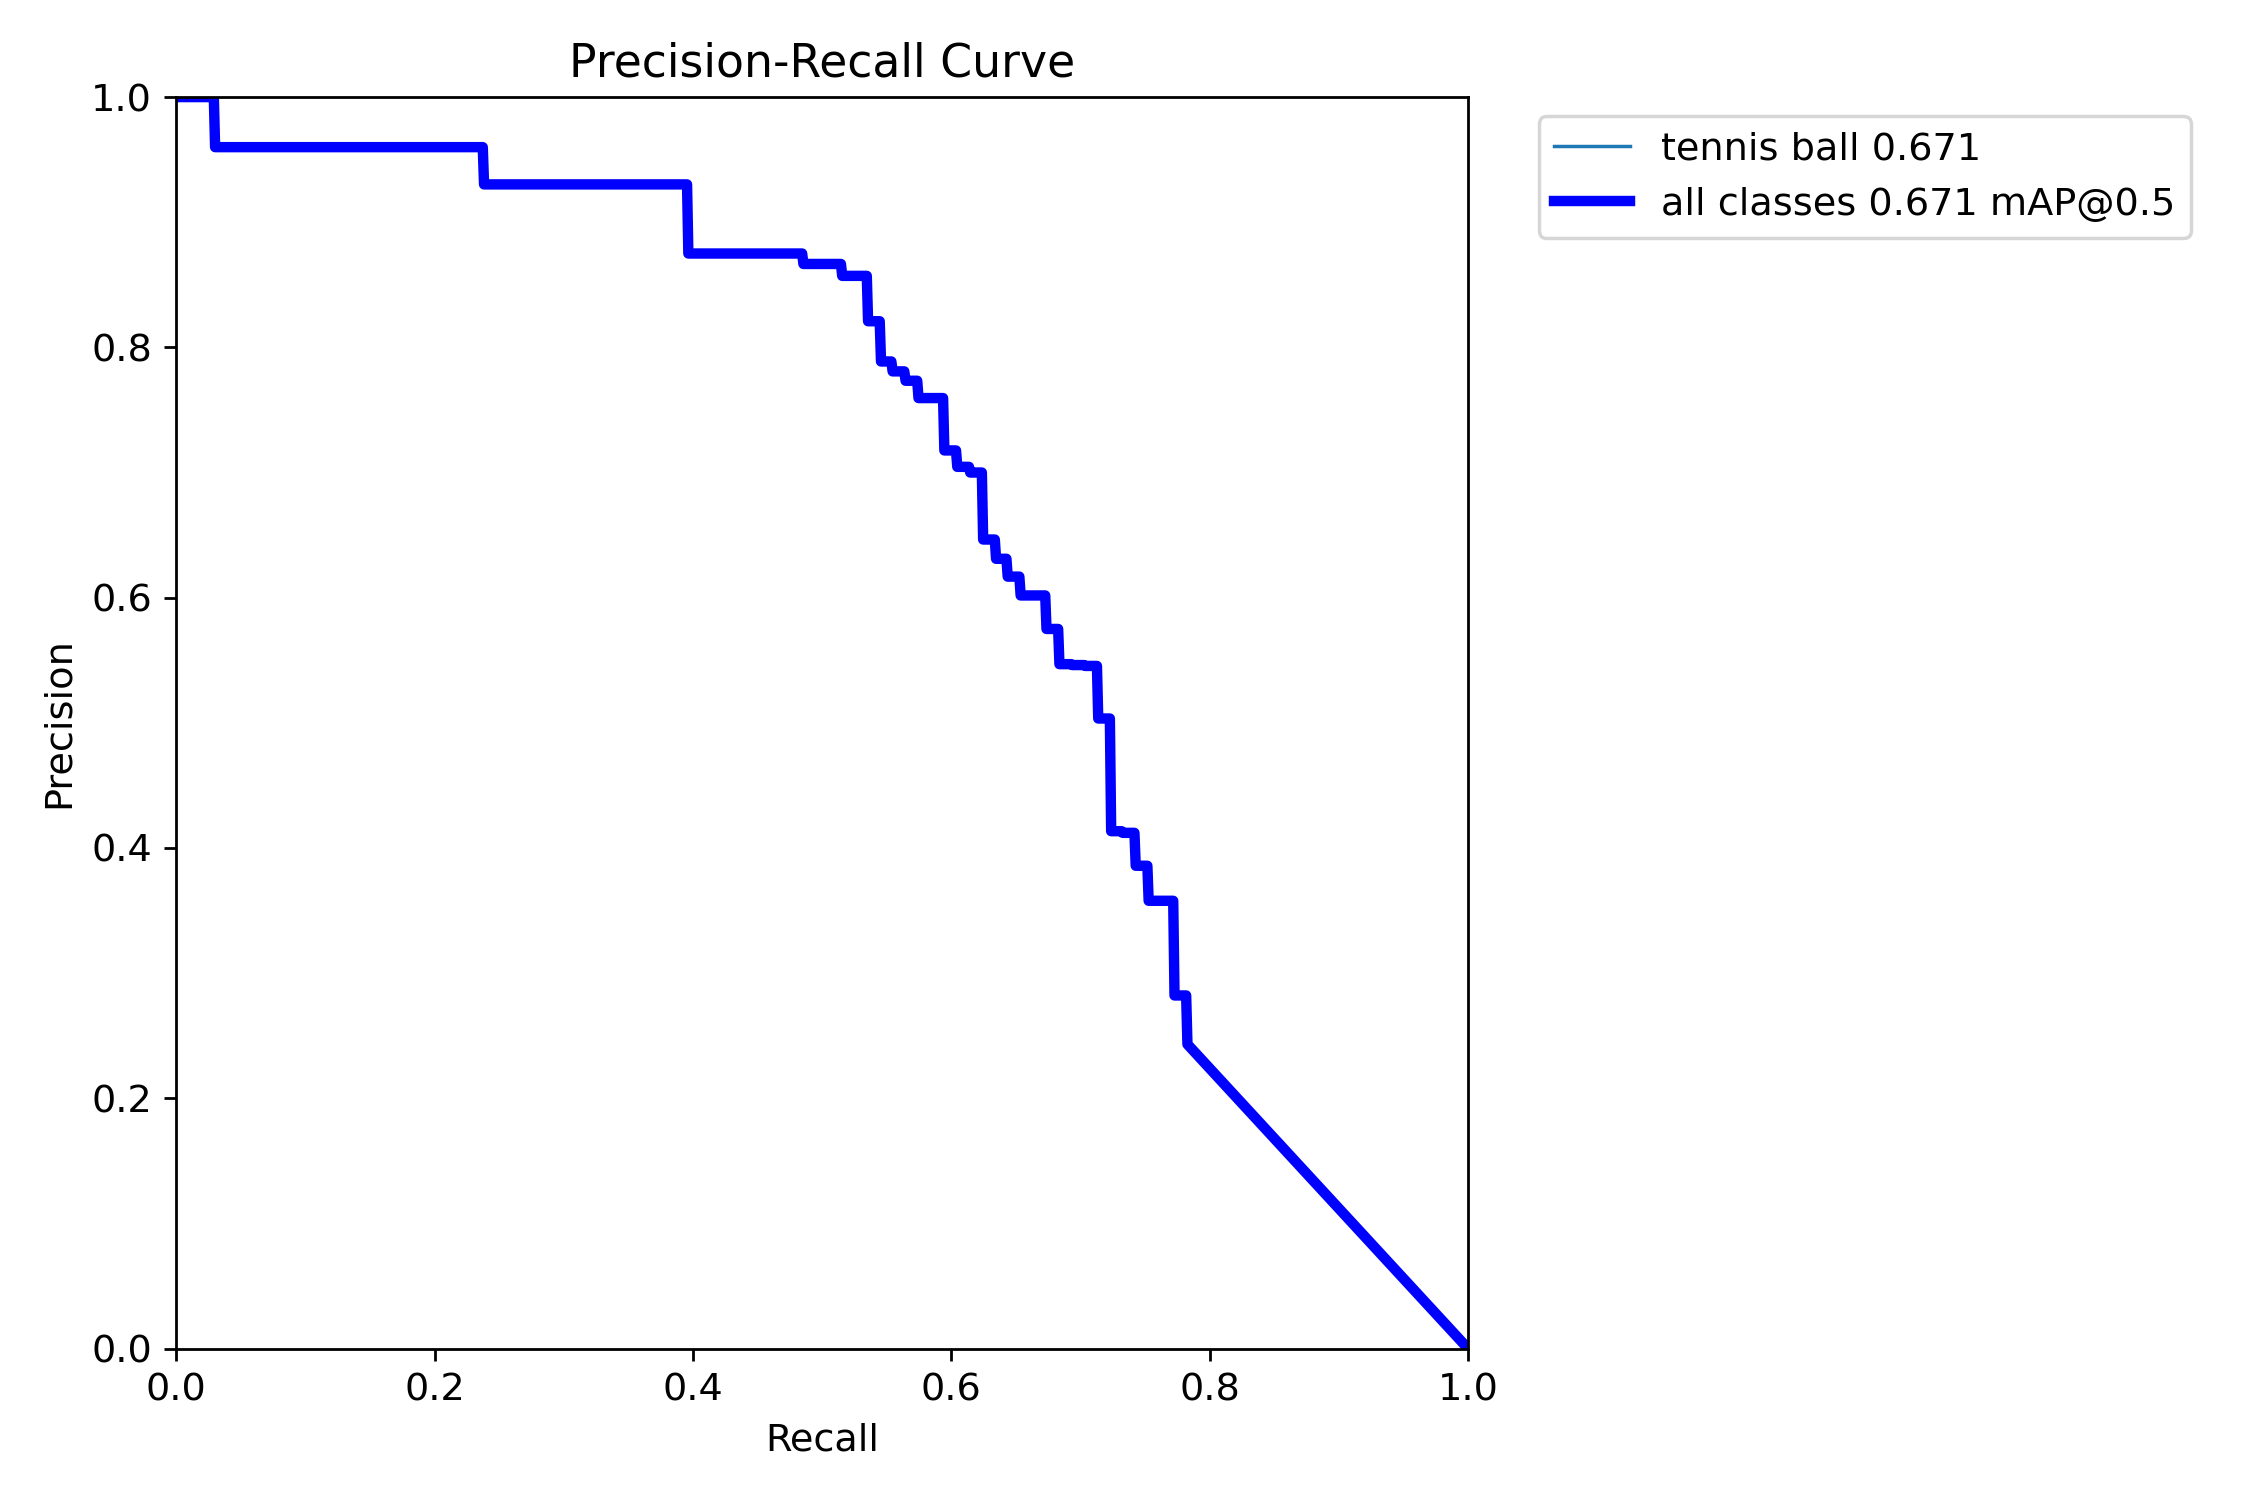 Precision-Recall Curve
1.0
0.8
0.6
0.4
0.2
0.0
Precision
0.0 0.2 0.4 0.6 0.8 1.0
Recall
tennis ball 0.671
all classes 0.671 mAP@0.5